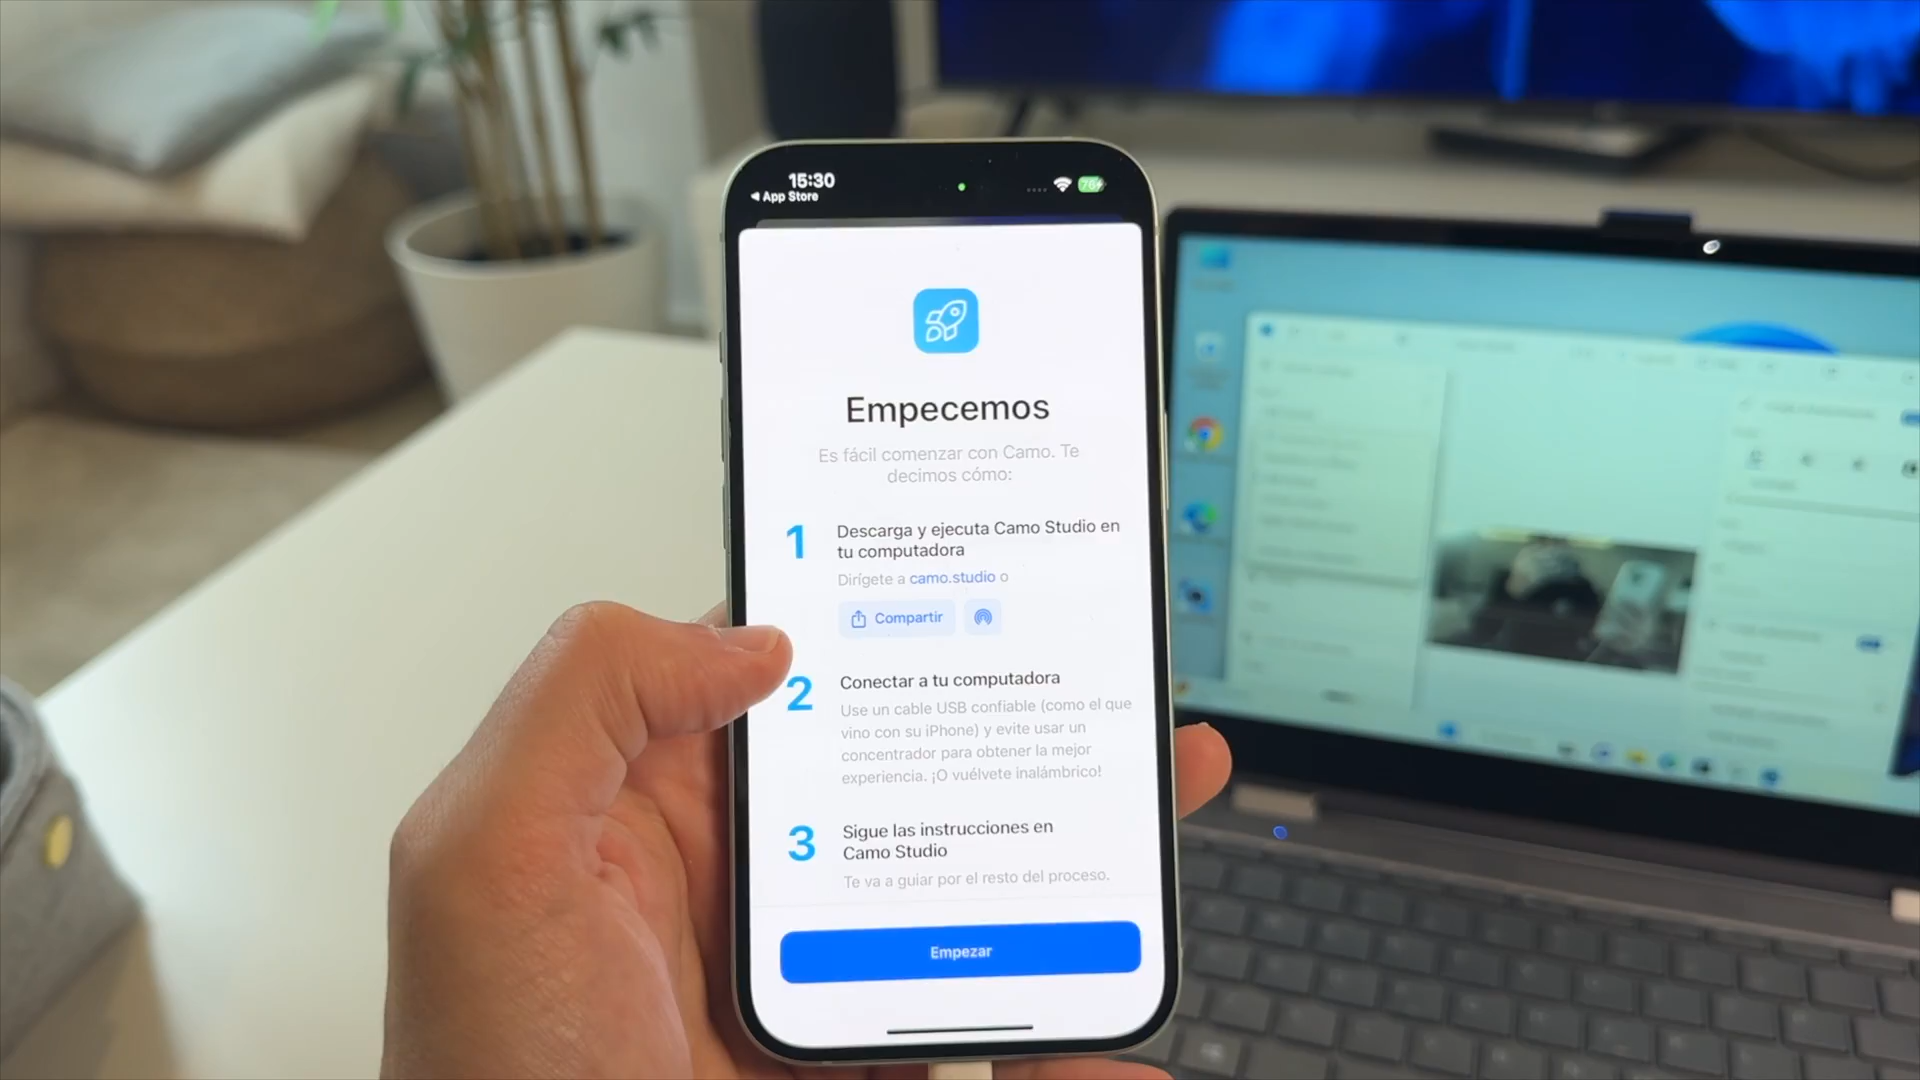 15:30
◀ App Store
76
Empecemos
Es fácil comenzar con Camo. Te
decimos cómo:
1
Descarga y ejecuta Camo Studio en
tu computadora
Dirígete a camo.studio o
Compartir
2
Conectar a tu computadora
Use un cable USB confiable (como el que
vino con su iPhone) y evite usar un
concentrador para obtener la mejor
experiencia. ¡O vuélvete inalámbrico!
3
Sigue las instrucciones en
Camo Studio
Te va a guiar por el resto del proceso.
Empezar